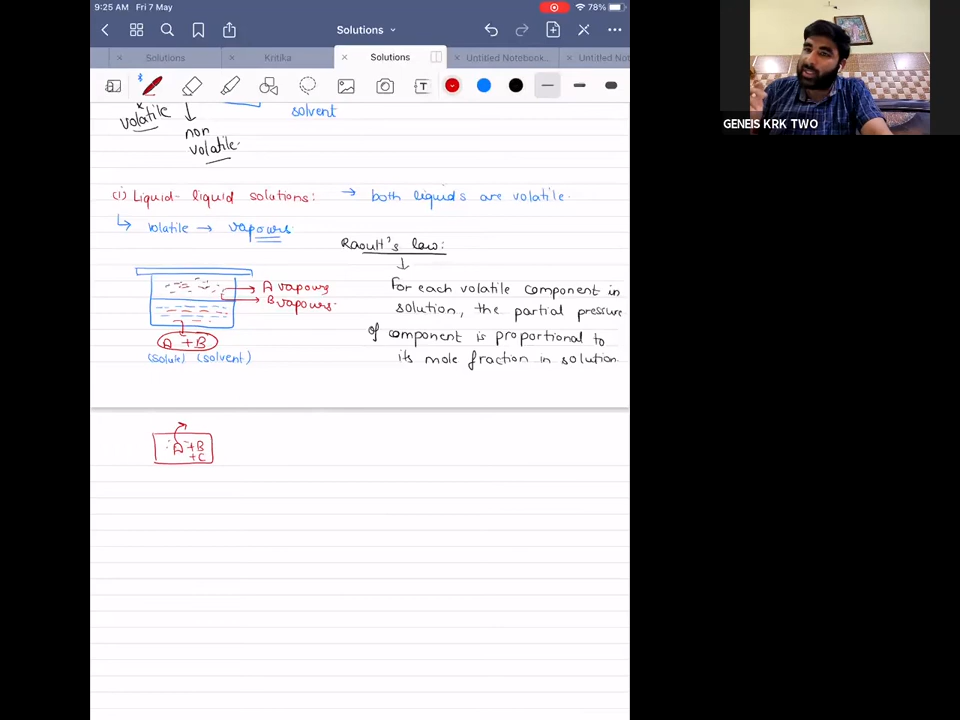 9:25 AM Fri 7 May
78%
Solutions
Solutions
Kritika
Solutions
Untitled Notebook...
Untitled Not
GENEIS KRK TWO
volatile
non
volatile
solvent
(i) Liquid-liquid solutions: → both liquids are volatile.
↳ volatile → vapours
Raoult's law:
A vapours
B vapours
For each volatile component in
solution, the partial pressure
of component is proportional to
its mole fraction in solution.
A + B
(solute) (solvent)
A + B
+ C